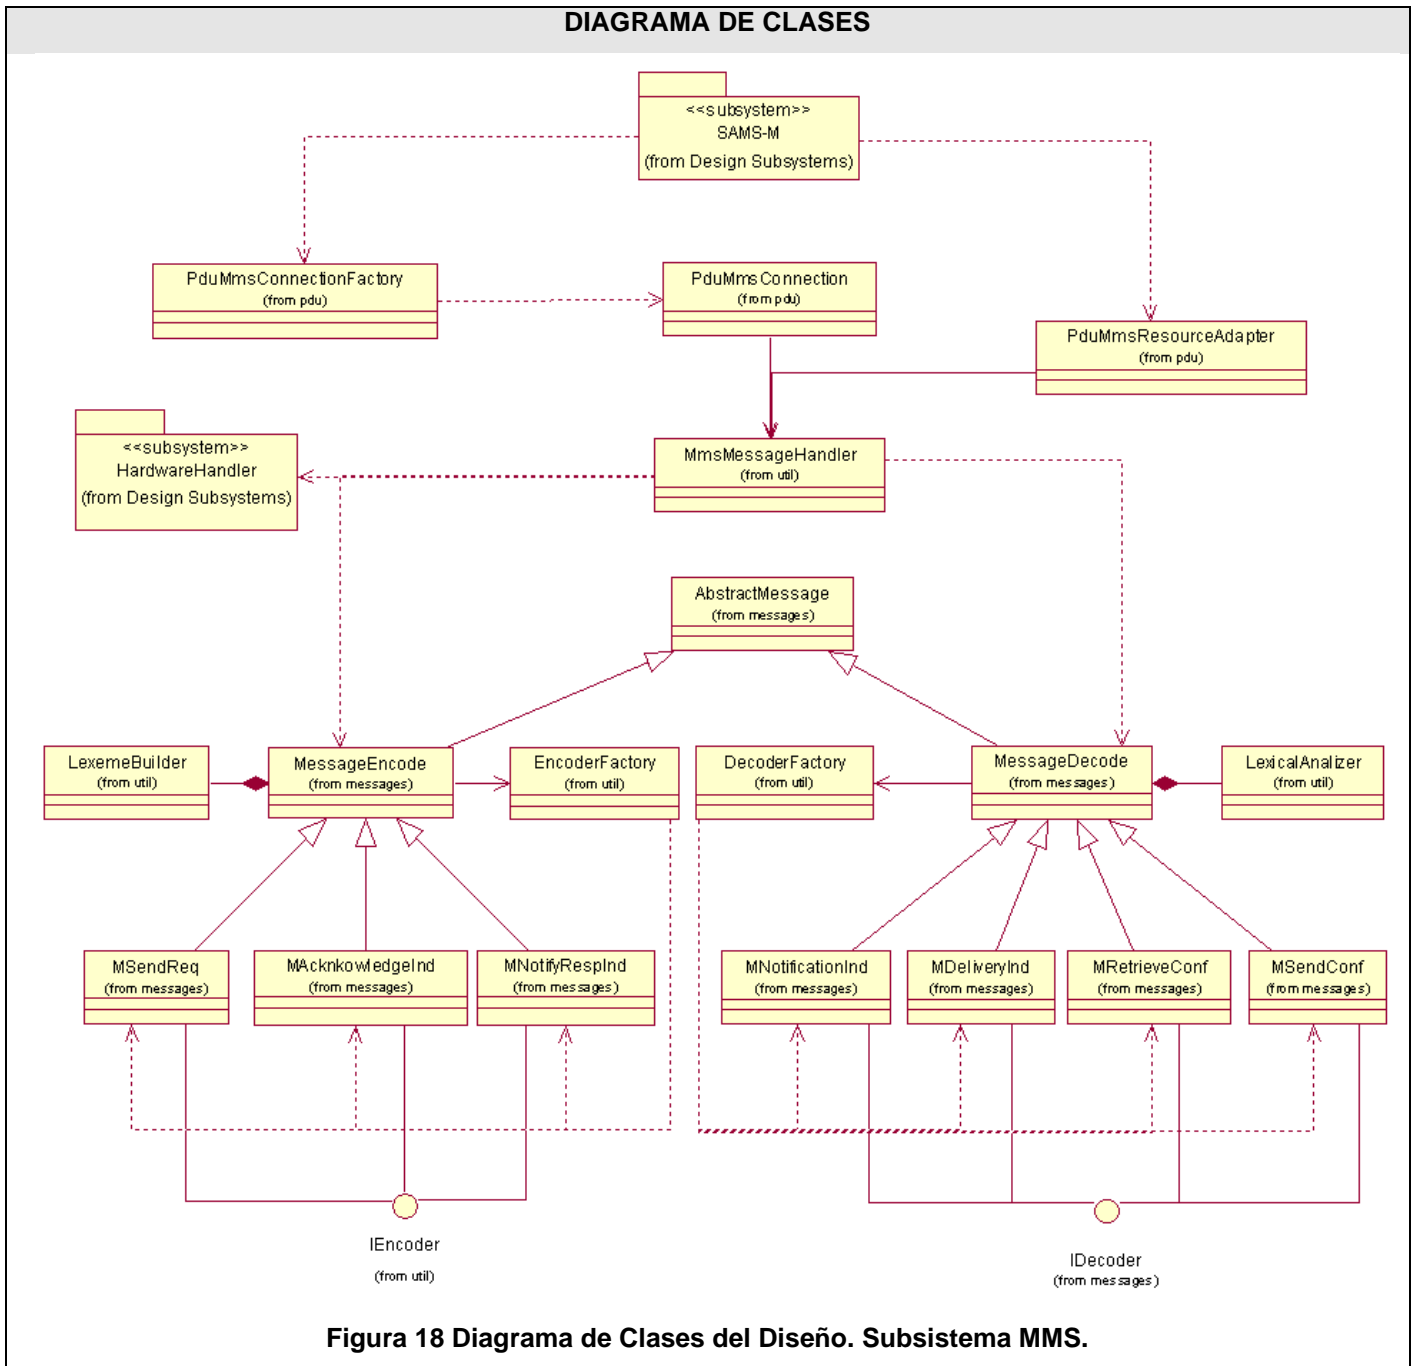 DIAGRAMA DE CLASES
<<subsystem>>
SAMS-M
(from Design Subsystems)
PduMmsConnectionFactory
(from pdu)
PduMmsConnection
(from pdu)
PduMmsResourceAdapter
(from pdu)
<<subsystem>>
HardwareHandler
(from Design Subsystems)
MmsMessageHandler
(from util)
AbstractMessage
(from messages)
LexemeBuilder
(from util)
MessageEncode
(from messages)
EncoderFactory
(from util)
DecoderFactory
(from util)
MessageDecode
(from messages)
LexicalAnalizer
(from util)
MSendReq
(from messages)
MAcknkowledgeInd
(from messages)
MNotifyRespInd
(from messages)
MNotificationInd
(from messages)
MDeliveryInd
(from messages)
MRetrieveConf
(from messages)
MSendConf
(from messages)
IEncoder
(from util)
IDecoder
(from messages)
Figura 18 Diagrama de Clases del Diseño. Subsistema MMS.